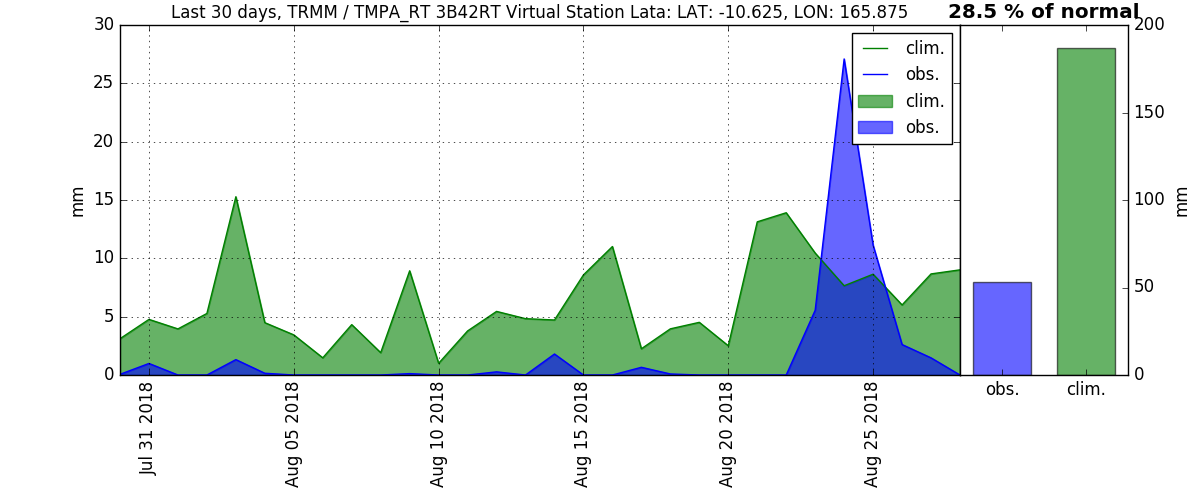 Last 30 days, TRMM / TMPA_RT 3B42RT Virtual Station Lata: LAT: -10.625, LON: 165.875
28.5 % of normal
mm
30
25
20
15
10
5
0
Jul 31 2018
Aug 05 2018
Aug 10 2018
Aug 15 2018
Aug 20 2018
Aug 25 2018
clim.
obs.
clim.
obs.
200
150
100
50
0
mm
obs.
clim.